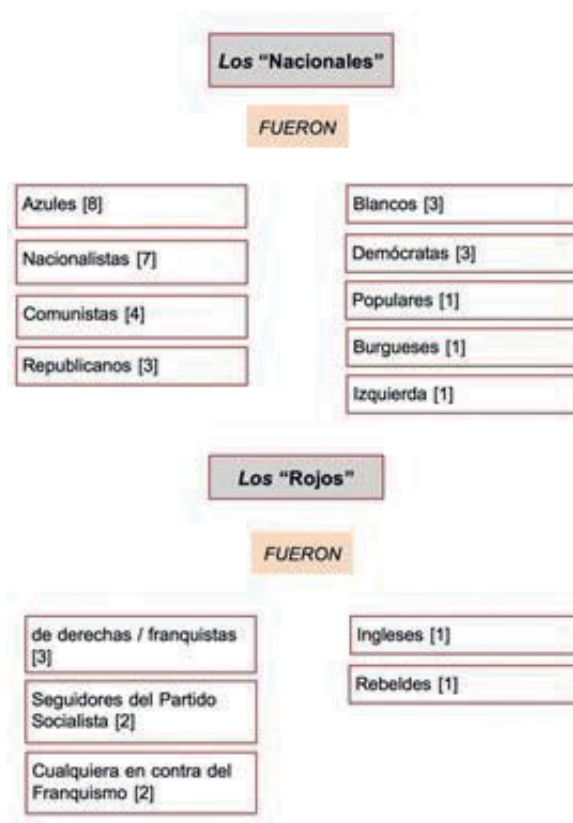 Los “Nacionales”
FUERON
Azules [8]
Nacionalistas [7]
Comunistas [4]
Republicanos [3]
Blancos [3]
Demócratas [3]
Populares [1]
Burgueses [1]
Izquierda [1]
Los “Rojos”
FUERON
de derechas / franquistas
[3]
Seguidores del Partido
Socialista [2]
Cualquiera en contra del
Franquismo [2]
Ingleses [1]
Rebeldes [1]